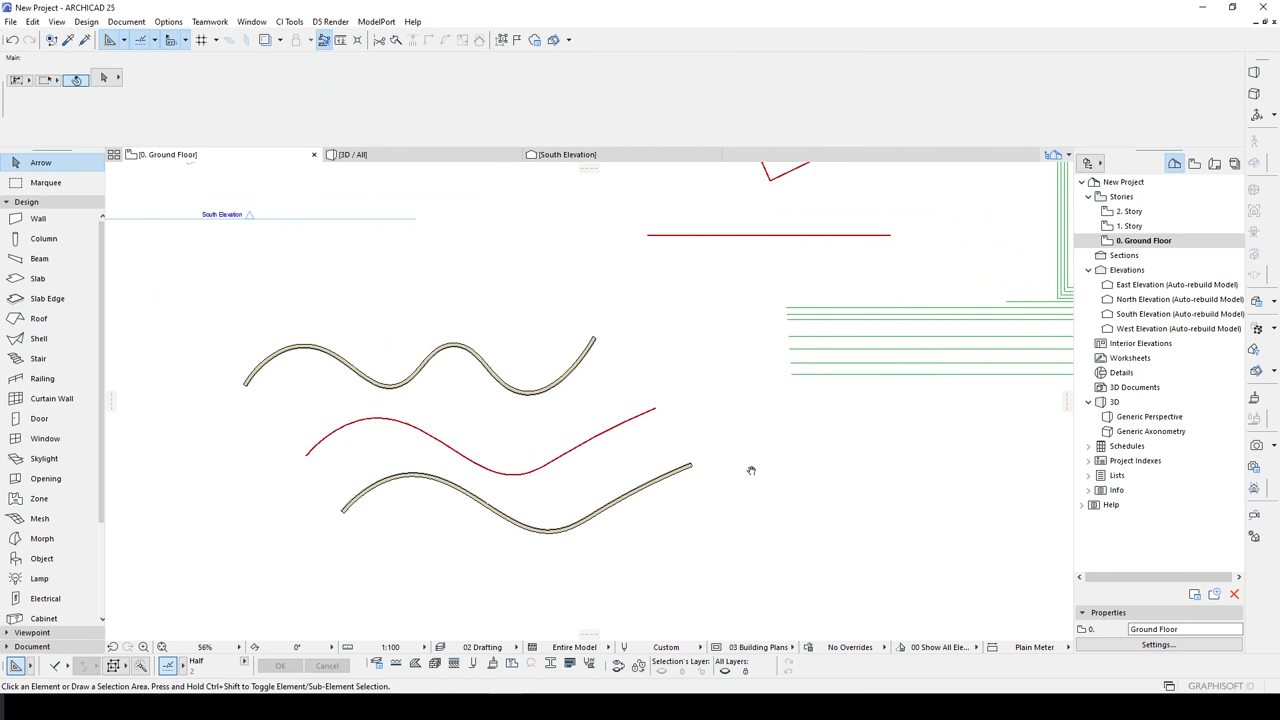 New Project - ARCHICAD 25
File Edit View Design Document Options Teamwork Window CI Tools D5 Render ModelPort Help
Main:
[0. Ground Floor] [3D / All] [South Elevation]
Arrow
Marquee
Design
Wall
Column
Beam
Slab
Slab Edge
Roof
Shell
Stair
Railing
Curtain Wall
Door
Window
Skylight
Opening
Zone
Mesh
Morph
Object
Lamp
Electrical
Cabinet
Viewpoint
Document
South Elevation
New Project
Stories
2. Story
1. Story
0. Ground Floor
Sections
Elevations
East Elevation (Auto-rebuild Model)
North Elevation (Auto-rebuild Model)
South Elevation (Auto-rebuild Model)
West Elevation (Auto-rebuild Model)
Interior Elevations
Worksheets
Details
3D Documents
3D
Generic Perspective
Generic Axonometry
Schedules
Project Indexes
Lists
Info
Help
Properties
0. Ground Floor
Settings...
56% 0° 1:100 02 Drafting Entire Model Custom 03 Building Plans No Overrides 00 Show All Ele... Plain Meter
Half
2
OK Cancel
Selection's Layer: All Layers:
Click an Element or Draw a Selection Area. Press and Hold Ctrl+Shift to Toggle Element/Sub-Element Selection.
GRAPHISOFT ID